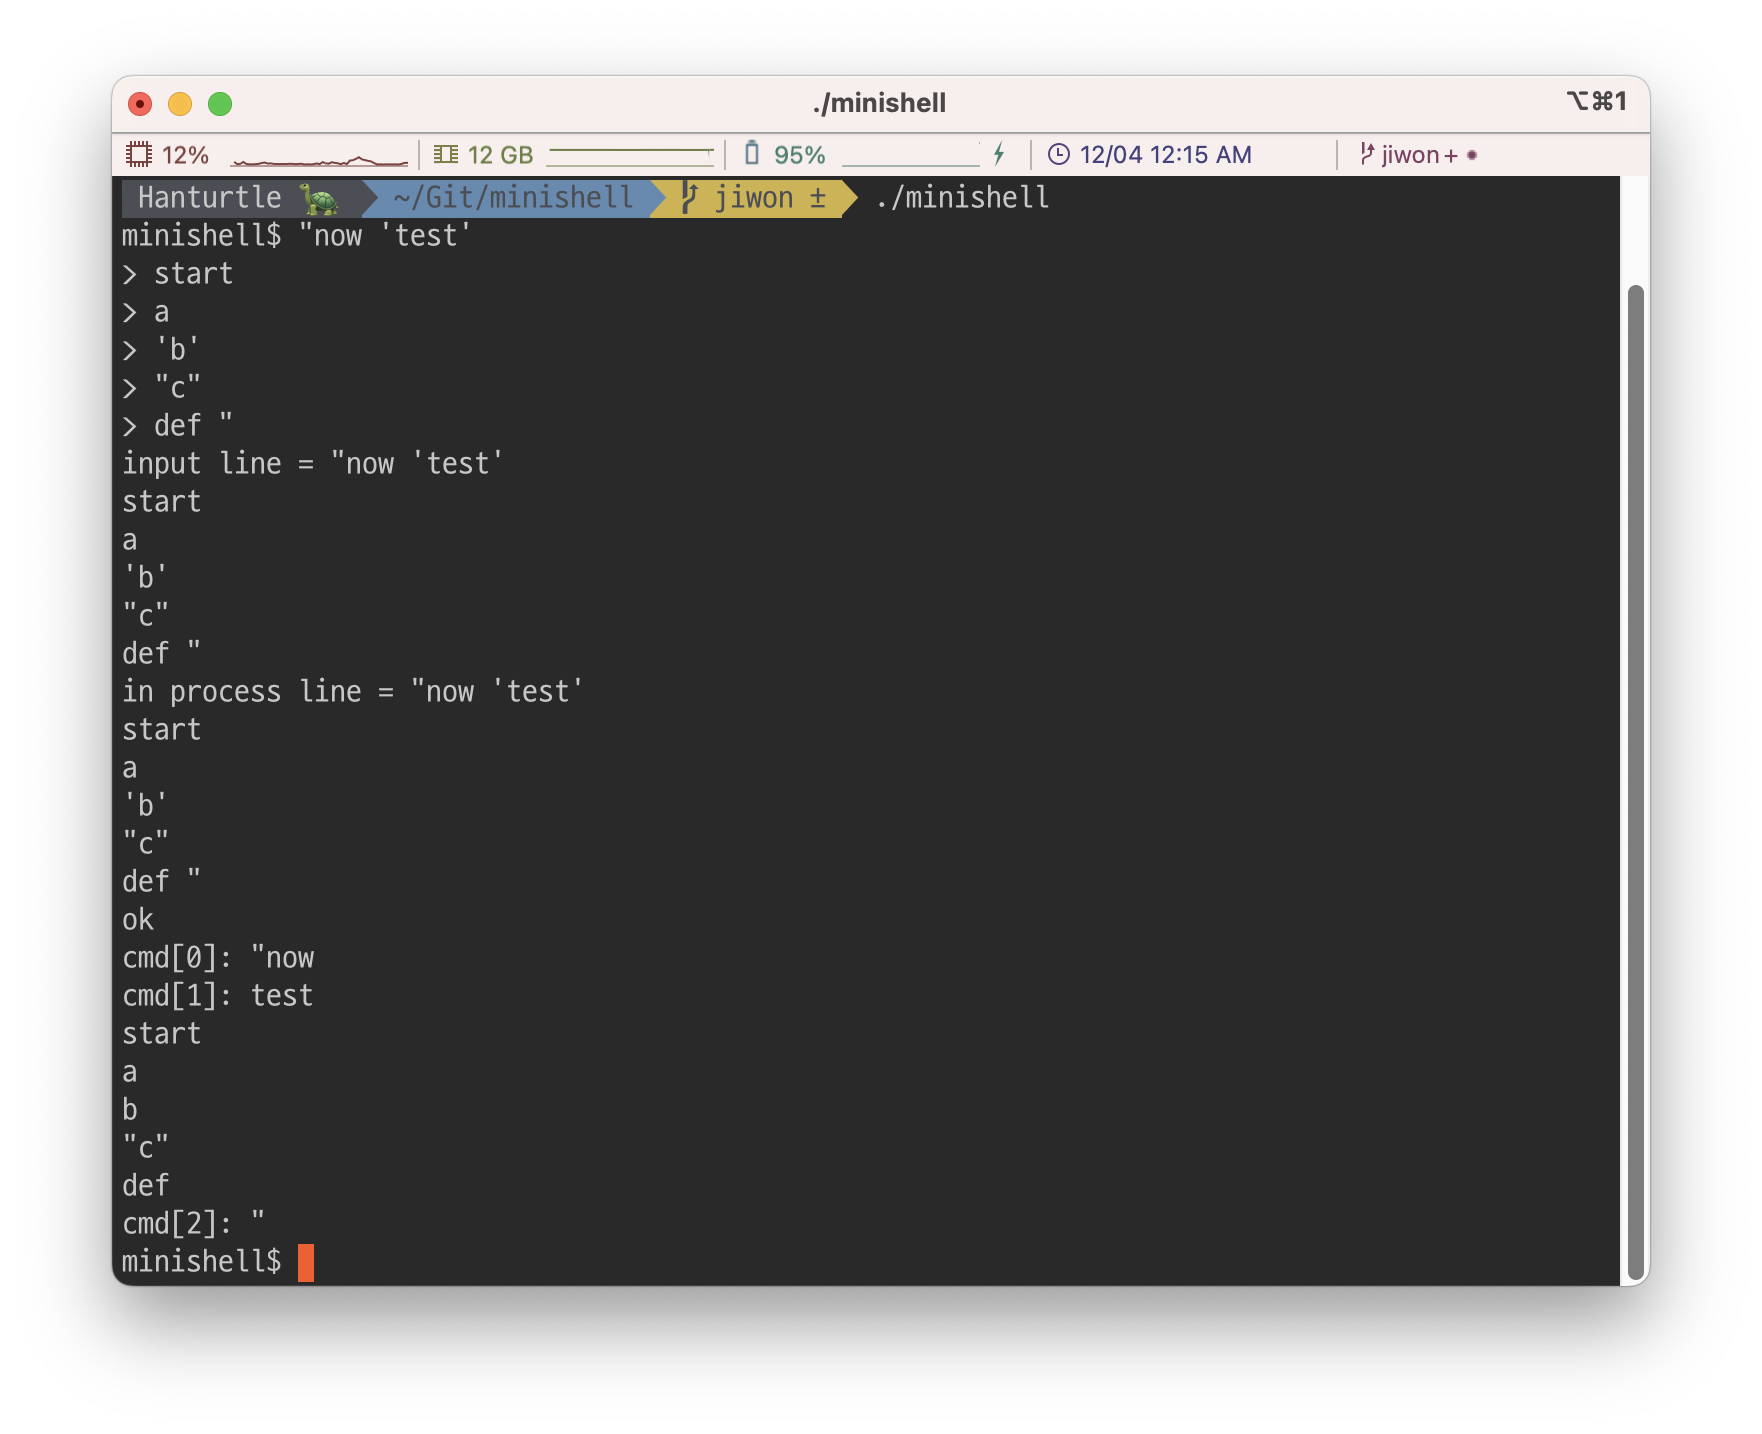 ./minishell ⌥⌘1
12% 12 GB 95% 12/04 12:15 AM jiwon+
Hanturtle 🐢 ~/Git/minishell jiwon ± ./minishell
minishell$ "now 'test'
> start
> a
> 'b'
> "c"
> def "
input line = "now 'test'
start
a
'b'
"c"
def "
in process line = "now 'test'
start
a
'b'
"c"
def "
ok
cmd[0]: "now
cmd[1]: test
start
a
b
"c"
def
cmd[2]: "
minishell$